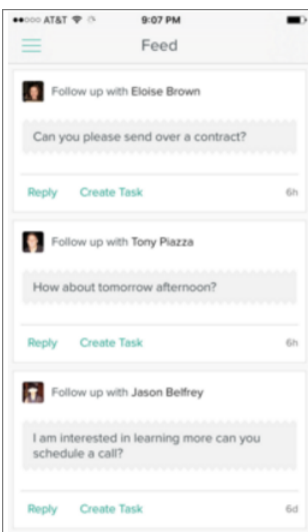 AT&T 9:07 PM
Feed
Follow up with Eloise Brown
Can you please send over a contract?
Reply Create Task 6h
Follow up with Tony Piazza
How about tomorrow afternoon?
Reply Create Task 6h
Follow up with Jason Belfrey
I am interested in learning more can you
schedule a call?
Reply Create Task 6d